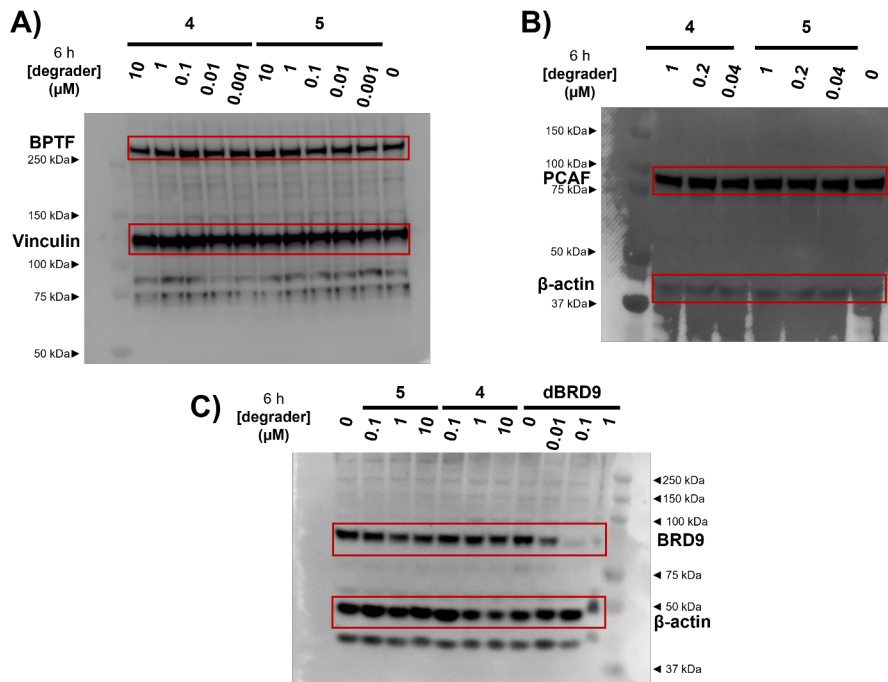 A)
4 5
6 h
[degrader]
(µM)
10 1 0.1 0.01 0.001 10 1 0.1 0.01 0.001 0
BPTF
250 kDa►
150 kDa►
Vinculin
100 kDa►
75 kDa►
50 kDa►
B)
4 5
6 h
[degrader]
(µM)
1 0.2 0.04 1 0.2 0.04 0
150 kDa►
100 kDa►
PCAF
75 kDa►
50 kDa►
β-actin
37 kDa►
C)
5 4 dBRD9
6 h
[degrader]
(µM)
0 0.1 1 10 0.1 1 10 0 0.01 0.1 1
◄250 kDa
◄150 kDa
◄ 100 kDa
BRD9
◄ 75 kDa
◄ 50 kDa
β-actin
◄ 37 kDa